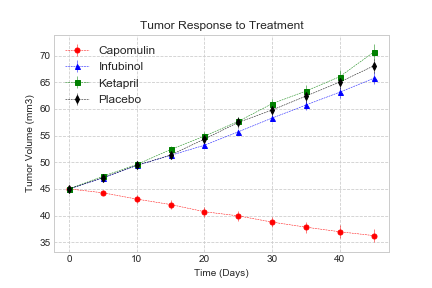 Tumor Response to Treatment
Capomulin
Infubinol
Ketapril
Placebo
Tumor Volume (mm3)
70
65
60
55
50
45
40
35
0 10 20 30 40
Time (Days)